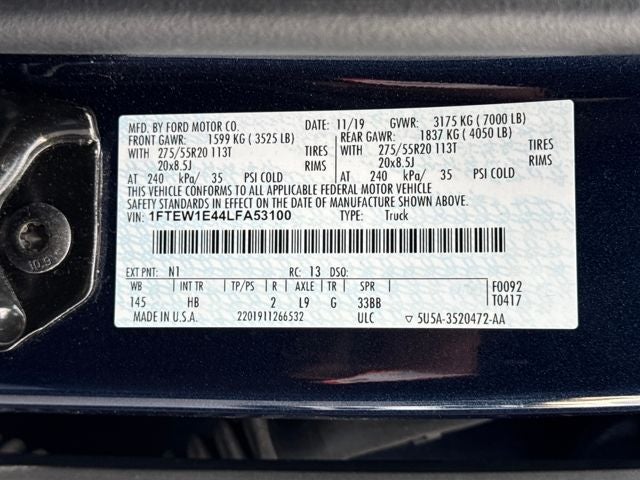 MFD. BY FORD MOTOR CO. DATE: 11/19 GVWR: 3175 KG ( 7000 LB)
FRONT GAWR: 1599 KG ( 3525 LB) REAR GAWR: 1837 KG ( 4050 LB)
WITH 275/55R20 113T TIRES WITH 275/55R20 113T TIRES
20x8.5J RIMS 20x8.5J RIMS
AT 240 kPa/ 35 PSI COLD AT 240 kPa/ 35 PSI COLD
THIS VEHICLE CONFORMS TO ALL APPLICABLE FEDERAL MOTOR VEHICLE
SAFETY STANDARDS IN EFFECT ON THE DATE OF MANUFACTURE SHOWN ABOVE.
VIN: 1FTEW1E44LFA53100 TYPE: Truck
EXT PNT: N1 RC: 13 DSO:
WB INT TR TP/PS R AXLE TR SPR F0092
145 HB 2 L9 G 33BB T0417
MADE IN U.S.A. 2201911266532 ULC ▽ 5U5A-3520472-AA
10.9